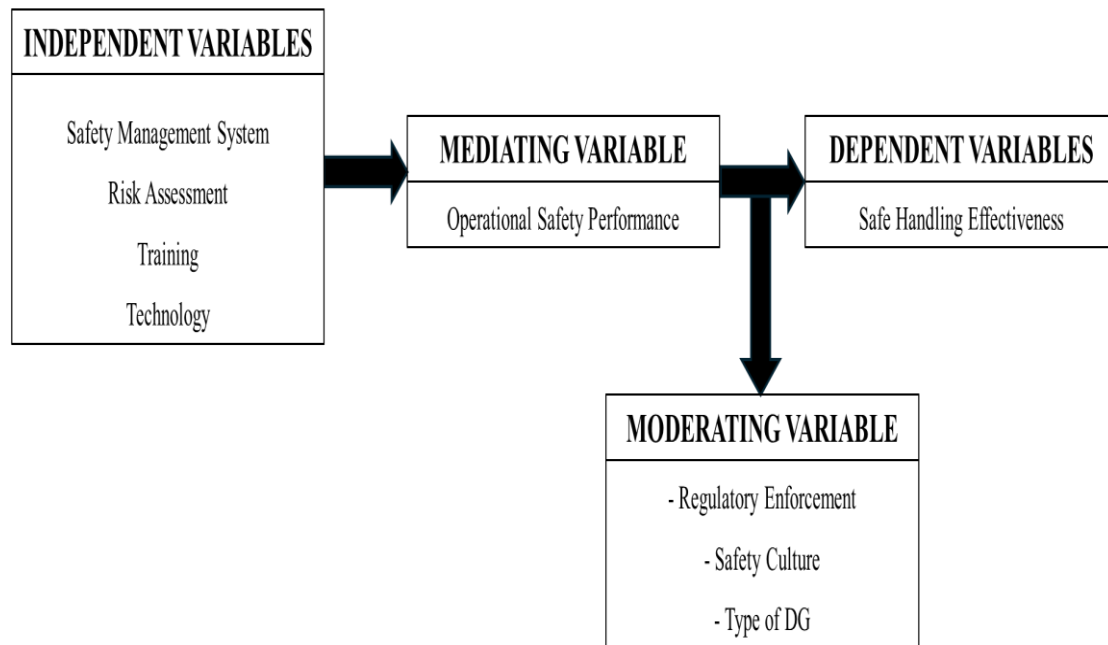 INDEPENDENT VARIABLES
Safety Management System
Risk Assessment
Training
Technology
MEDIATING VARIABLE
Operational Safety Performance
DEPENDENT VARIABLES
Safe Handling Effectiveness
MODERATING VARIABLE
- Regulatory Enforcement
- Safety Culture
- Type of DG